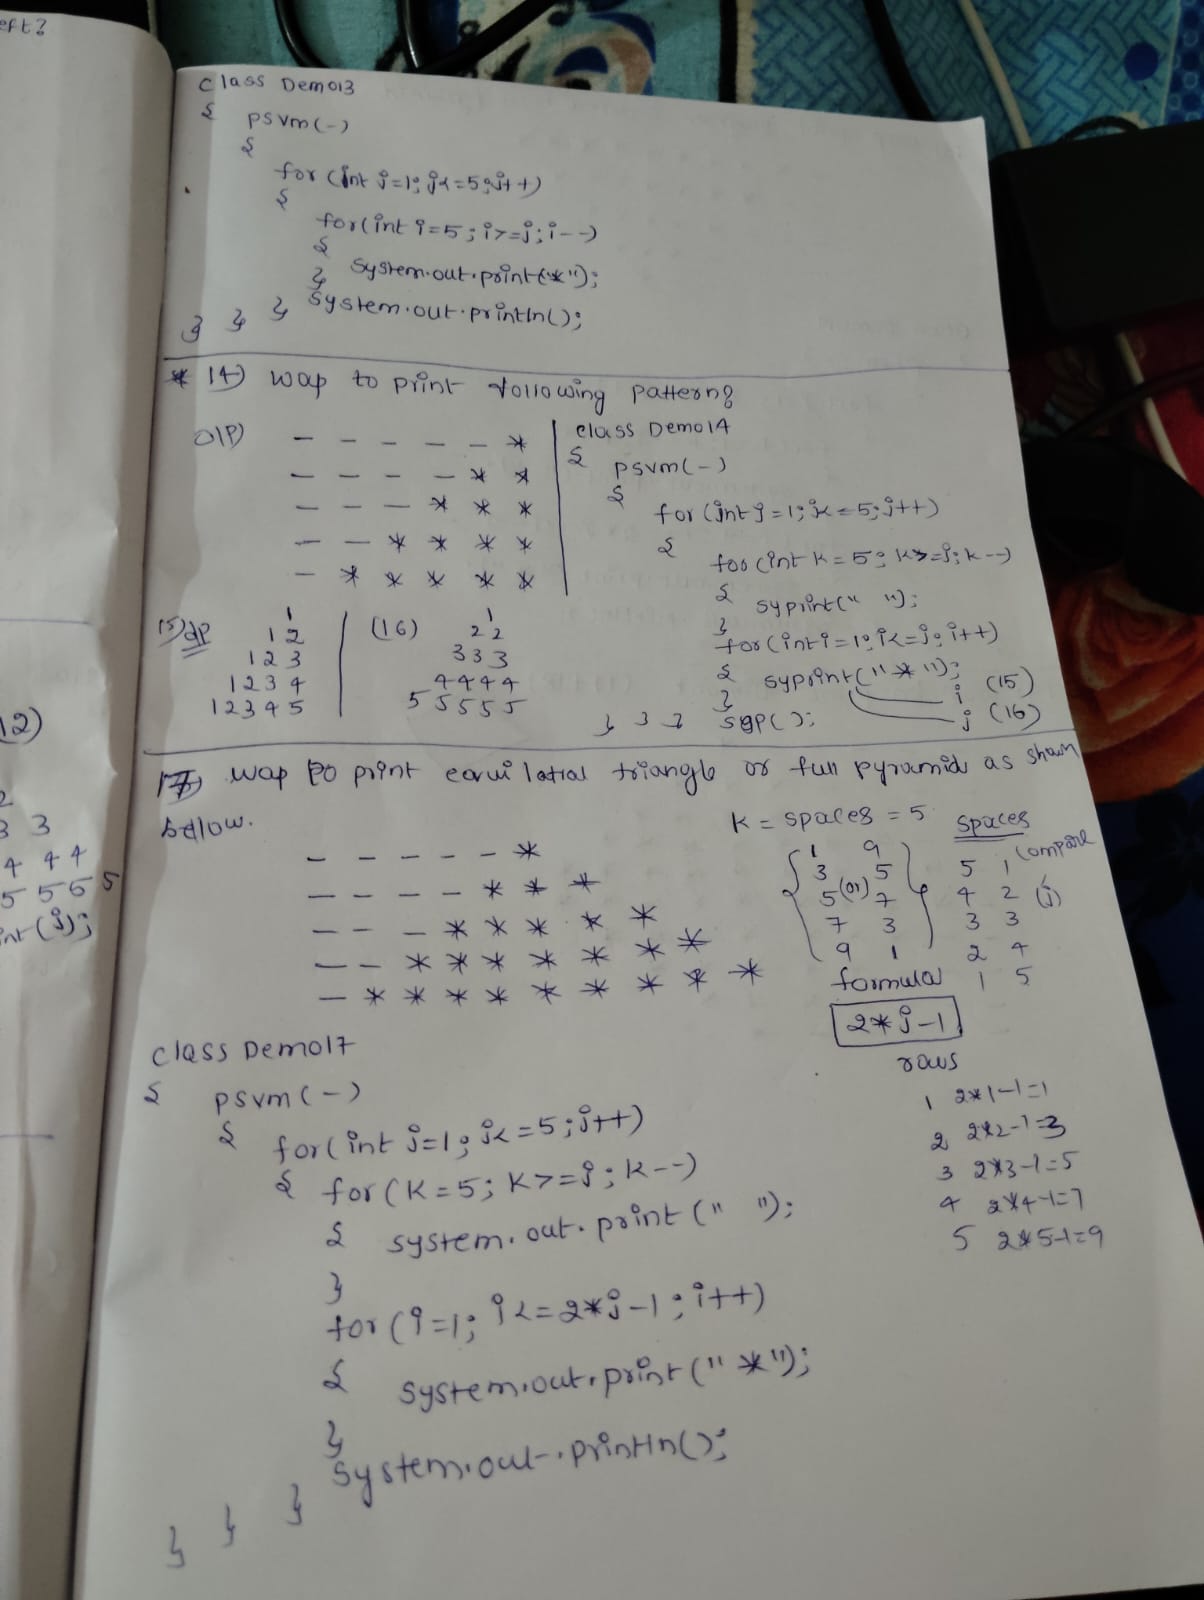 eft?
class Demo13
{ psvm(-)
{
for (int j=1; j<=5; j++)
{
for(int i=5; i>=j; i--)
{
System.out.print("*");
}
System.out.println();
} } }
* 14) wap to print following pattern?
O/P)
- - - - - *
- - - - * *
- - - * * *
- - * * * *
- * * * * *
class Demo14
{ psvm(-)
{
for (int j=1; j<=5; j++)
{
for (int k=5; k>=j; k--)
{ syprint(" ");
}
for(int i=1; i<=j; i++)
{ syprint("*"); i (15)
} j (16)
} } } sop();
15) O/P
1
1 2
1 2 3
1 2 3 4
1 2 3 4 5
(16)
1
2 2
3 3 3
4 4 4 4
5 5 5 5 5
12)
2
3 3
4 4 4
5 5 5 5
int(j);
17) wap to print equilatral triangle or full pyramid as shown
below.
- - - - - *
- - - - * * *
- - - * * * * *
- - * * * * * * *
- * * * * * * * * *
K = spaces = 5
1 9
3 5
5 (or) 7
7 3
9 1
spaces
5 1 compare
4 2 (j)
3 3
2 4
1 5
formula
2*j-1
rows
1 2*1-1=1
2 2*2-1=3
3 2*3-1=5
4 2*4-1=7
5 2*5-1=9
class Demo17
{ psvm(-)
{ for(int j=1; j<=5; j++)
{ for(K=5; K>=j; K--)
{ system.out.print(" ");
}
for(i=1; i<=2*j-1; i++)
{ system.out.print("*");
}
System.out.println();
} } }